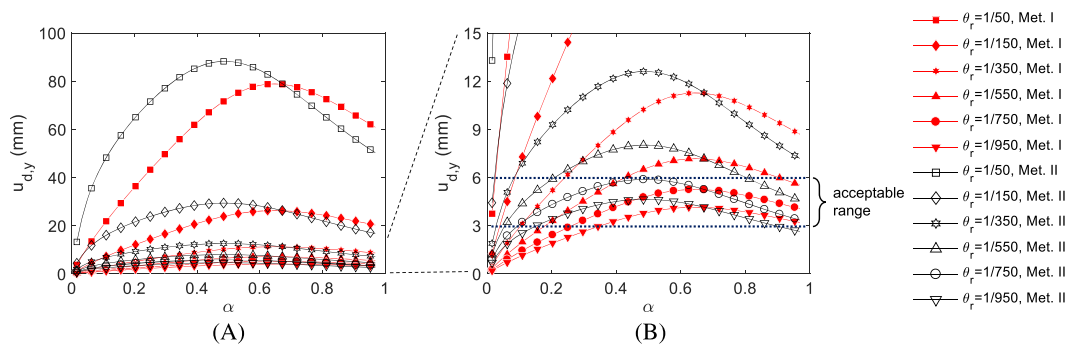 100
80
60
40
20
0
u_d,y (mm)
0 0.2 0.4 0.6 0.8 1
α
(A)
15
12
9
6
3
0
u_d,y (mm)
0 0.2 0.4 0.6 0.8 1
α
(B)
acceptable
range
θ_r=1/50, Met. I
θ_r=1/150, Met. I
θ_r=1/350, Met. I
θ_r=1/550, Met. I
θ_r=1/750, Met. I
θ_r=1/950, Met. I
θ_r=1/50, Met. II
θ_r=1/150, Met. II
θ_r=1/350, Met. II
θ_r=1/550, Met. II
θ_r=1/750, Met. II
θ_r=1/950, Met. II